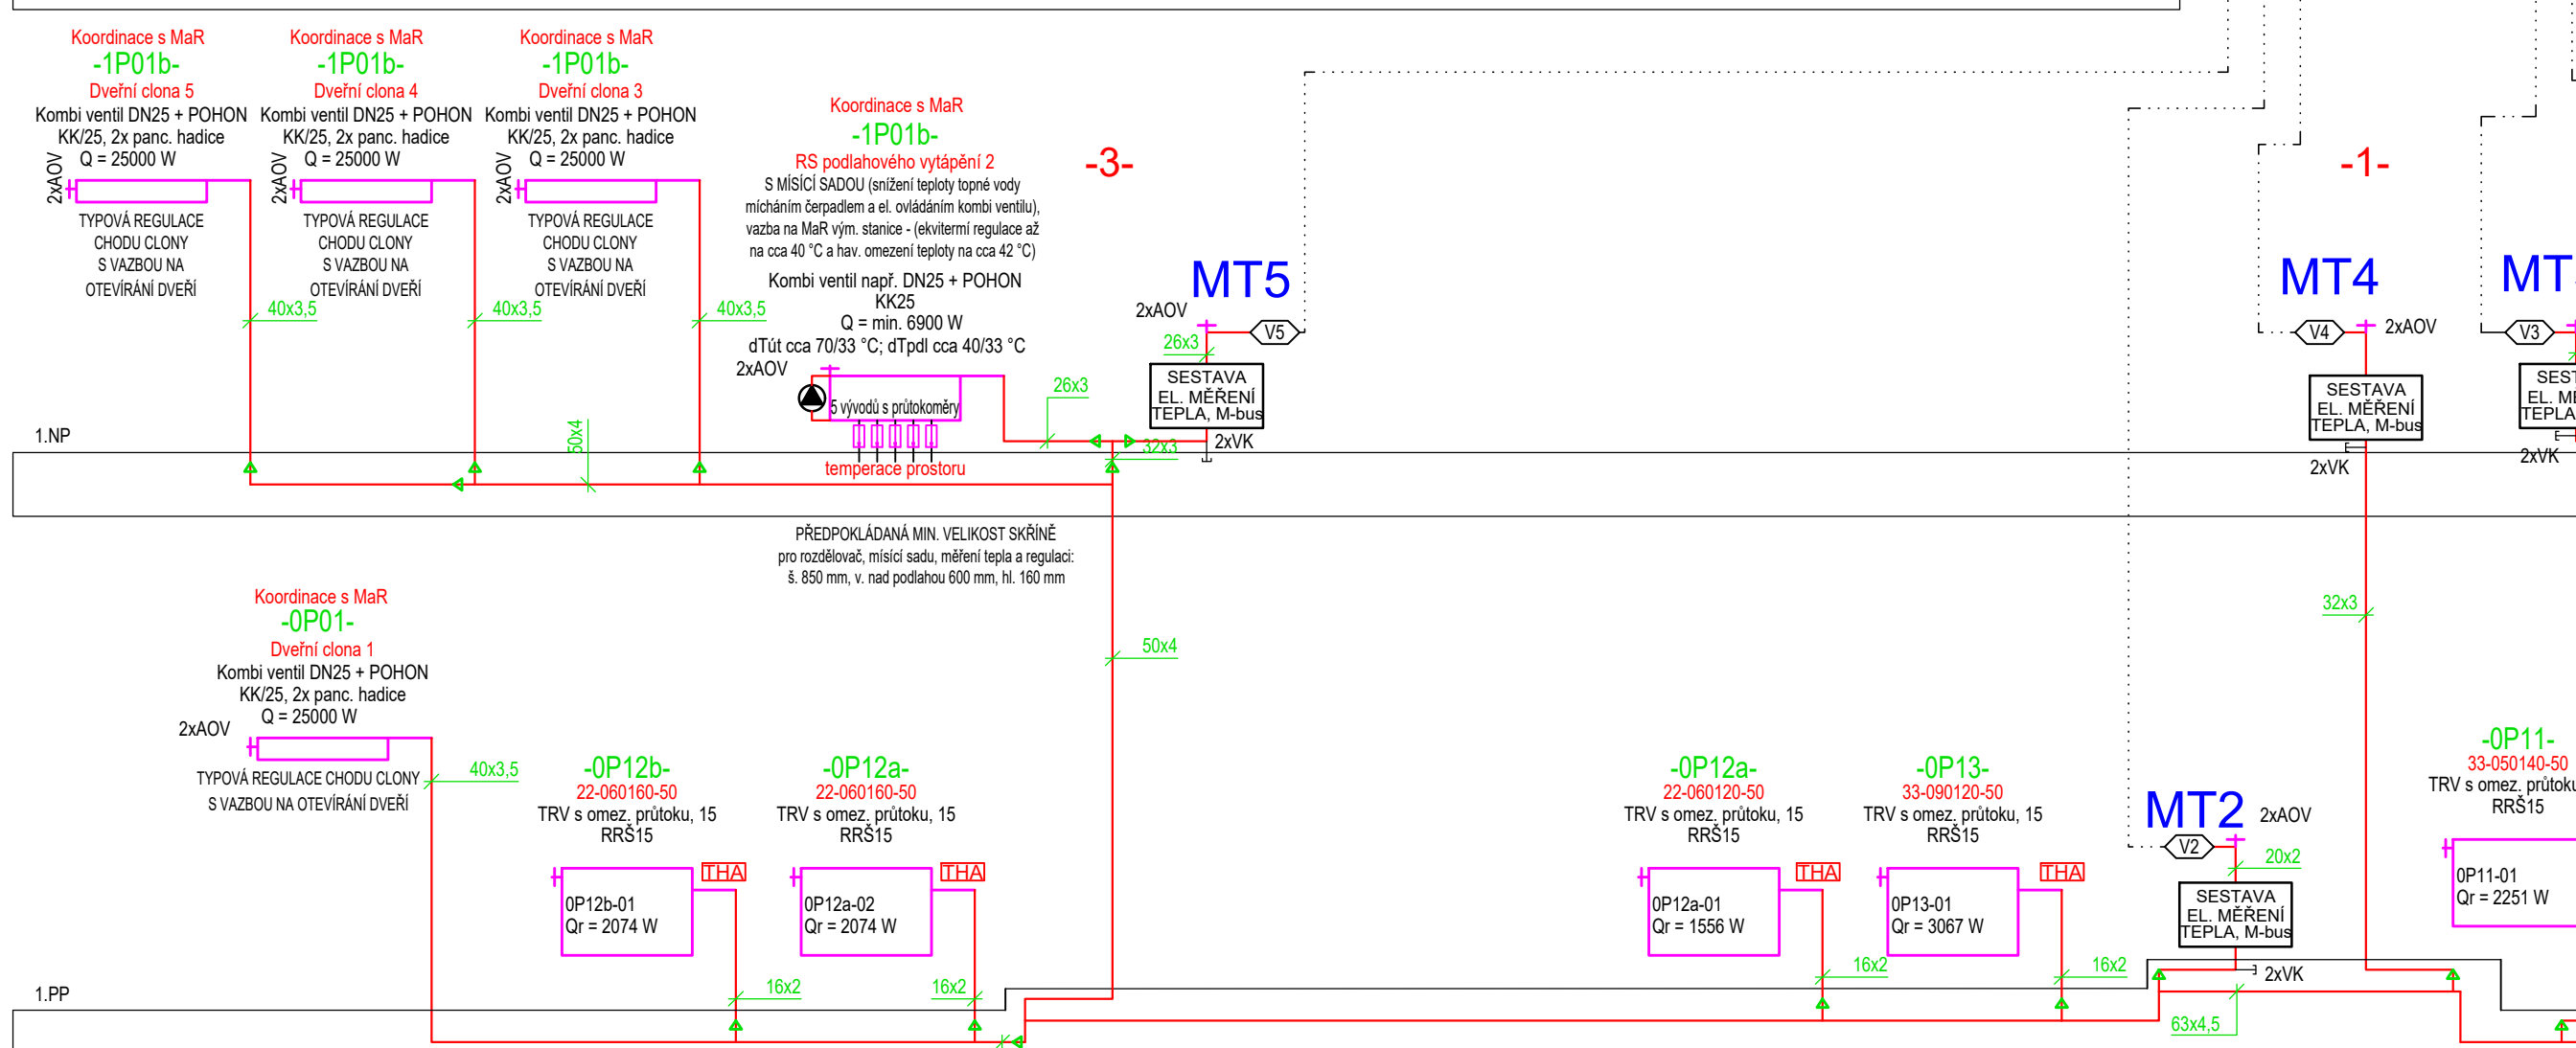 Koordinace s MaR
-1P01b-
Dveřní clona 5
Kombi ventil DN25 + POHON
KK/25, 2x panc. hadice
Q = 25000 W
2xAOV
TYPOVÁ REGULACE
CHODU CLONY
S VAZBOU NA
OTEVÍRÁNÍ DVEŘÍ
40x3,5
Koordinace s MaR
-1P01b-
Dveřní clona 4
Kombi ventil DN25 + POHON
KK/25, 2x panc. hadice
Q = 25000 W
2xAOV
TYPOVÁ REGULACE
CHODU CLONY
S VAZBOU NA
OTEVÍRÁNÍ DVEŘÍ
40x3,5
Koordinace s MaR
-1P01b-
Dveřní clona 3
Kombi ventil DN25 + POHON
KK/25, 2x panc. hadice
Q = 25000 W
2xAOV
TYPOVÁ REGULACE
CHODU CLONY
S VAZBOU NA
OTEVÍRÁNÍ DVEŘÍ
40x3,5
Koordinace s MaR
-1P01b-
RS podlahového vytápění 2
S MÍSÍCÍ SADOU (snížení teploty topné vody
mícháním čerpadlem a el. ovládáním kombi ventilu),
vazba na MaR vým. stanice - (ekvitermí regulace až
na cca 40 °C a hav. omezení teploty na cca 42 °C)
Kombi ventil např. DN25 + POHON
KK25
Q = min. 6900 W
dTút cca 70/33 °C; dTpdl cca 40/33 °C
2xAOV
5 vývodů s průtokoměry
temperace prostoru
26x3
-3-
MT5
2xAOV
V5
26x3
SESTAVA
EL. MĚŘENÍ
TEPLA, M-bus
2xVK
32x3
50x4
1.NP
-1-
MT4
V4
2xAOV
SESTAVA
EL. MĚŘENÍ
TEPLA, M-bus
2xVK
MT
V3
SEST
EL. MĚ
TEPLA,
2xVK
PŘEDPOKLÁDANÁ MIN. VELIKOST SKŘÍNĚ
pro rozdělovač, mísící sadu, měření tepla a regulaci:
š. 850 mm, v. nad podlahou 600 mm, hl. 160 mm
50x4
32x3
Koordinace s MaR
-0P01-
Dveřní clona 1
Kombi ventil DN25 + POHON
KK/25, 2x panc. hadice
Q = 25000 W
2xAOV
TYPOVÁ REGULACE CHODU CLONY
S VAZBOU NA OTEVÍRÁNÍ DVEŘÍ
40x3,5
-0P12b-
22-060160-50
TRV s omez. průtoku, 15
RRŠ15
THA
0P12b-01
Qr = 2074 W
16x2
-0P12a-
22-060160-50
TRV s omez. průtoku, 15
RRŠ15
THA
0P12a-02
Qr = 2074 W
16x2
-0P12a-
22-060120-50
TRV s omez. průtoku, 15
RRŠ15
THA
0P12a-01
Qr = 1556 W
16x2
-0P13-
33-090120-50
TRV s omez. průtoku, 15
RRŠ15
THA
0P13-01
Qr = 3067 W
16x2
MT2
2xAOV
V2
20x2
SESTAVA
EL. MĚŘENÍ
TEPLA, M-bus
2xVK
63x4,5
-0P11-
33-050140-50
TRV s omez. průtoku
RRŠ15
0P11-01
Qr = 2251 W
1.PP